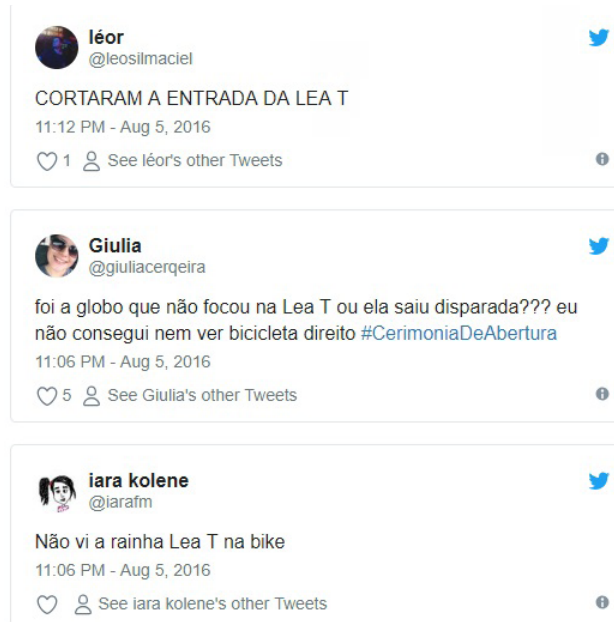 léor
@leosilmaciel
CORTARAM A ENTRADA DA LEA T
11:12 PM - Aug 5, 2016
1 See léor's other Tweets
Giulia
@giuliacerqeira
foi a globo que não focou na Lea T ou ela saiu disparada??? eu
não consegui nem ver bicicleta direito #CerimoniaDeAbertura
11:06 PM - Aug 5, 2016
5 See Giulia's other Tweets
iara kolene
@iarafm
Não vi a rainha Lea T na bike
11:06 PM - Aug 5, 2016
See iara kolene's other Tweets